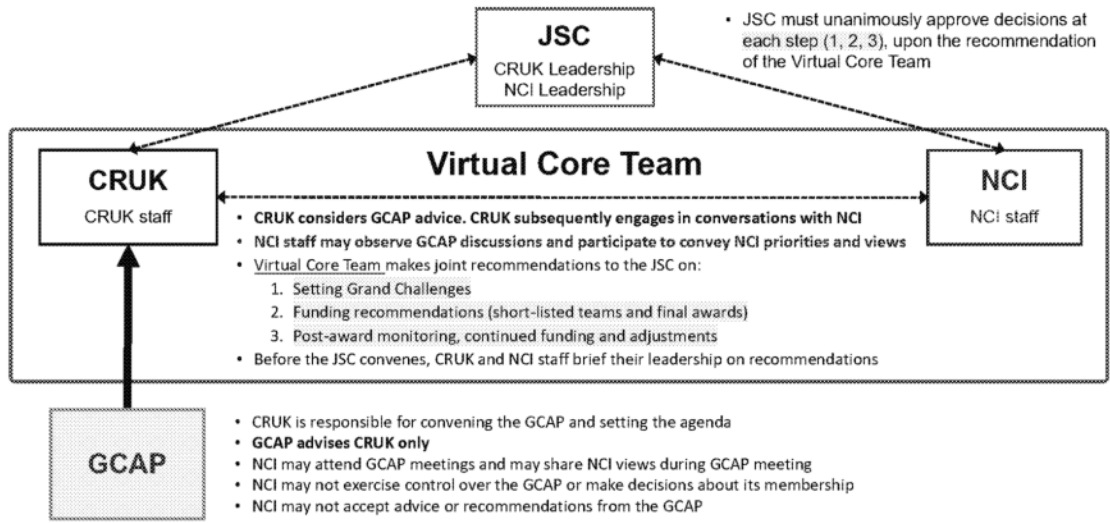 JSC
CRUK Leadership
NCI Leadership
• JSC must unanimously approve decisions at
each step (1, 2, 3), upon the recommendation
of the Virtual Core Team
Virtual Core Team
CRUK
CRUK staff
NCI
NCI staff
• CRUK considers GCAP advice. CRUK subsequently engages in conversations with NCI
• NCI staff may observe GCAP discussions and participate to convey NCI priorities and views
• Virtual Core Team makes joint recommendations to the JSC on:
1. Setting Grand Challenges
2. Funding recommendations (short-listed teams and final awards)
3. Post-award monitoring, continued funding and adjustments
• Before the JSC convenes, CRUK and NCI staff brief their leadership on recommendations
GCAP
• CRUK is responsible for convening the GCAP and setting the agenda
• GCAP advises CRUK only
• NCI may attend GCAP meetings and may share NCI views during GCAP meeting
• NCI may not exercise control over the GCAP or make decisions about its membership
• NCI may not accept advice or recommendations from the GCAP